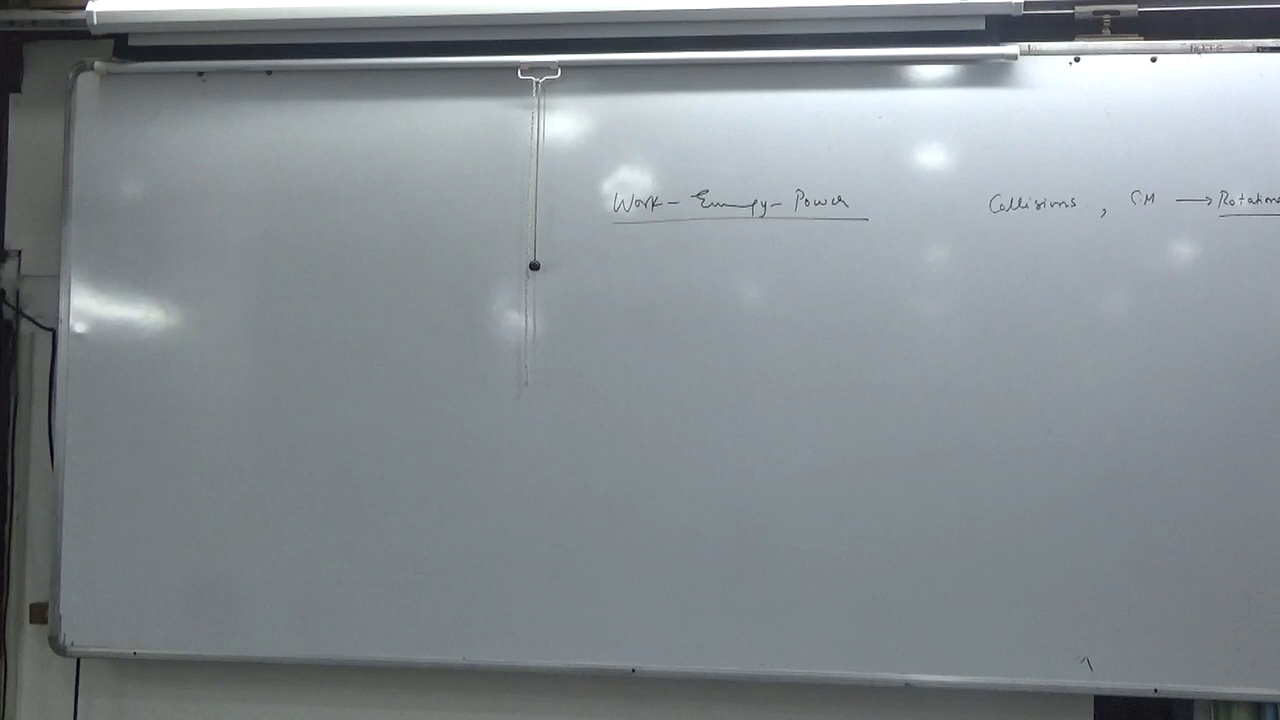 Work - Energy - Power Collisions , CM → Rotation